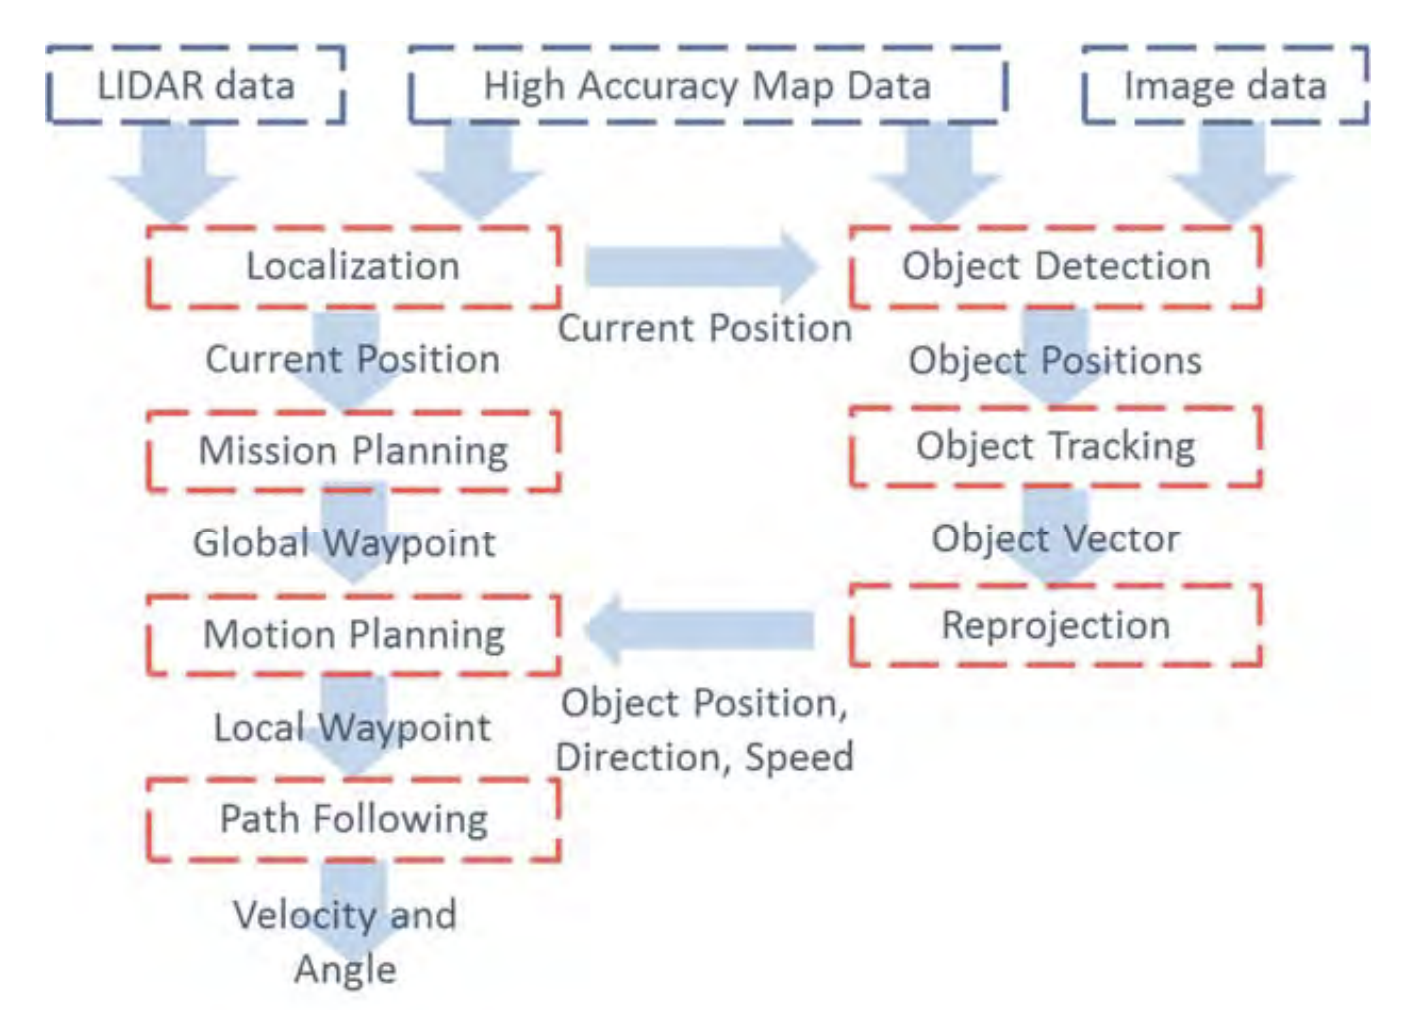 LIDAR data
High Accuracy Map Data
Image data
Localization
Object Detection
Current Position
Current Position
Object Positions
Mission Planning
Object Tracking
Global Waypoint
Object Vector
Motion Planning
Reprojection
Local Waypoint
Object Position,
Direction, Speed
Path Following
Velocity and
Angle